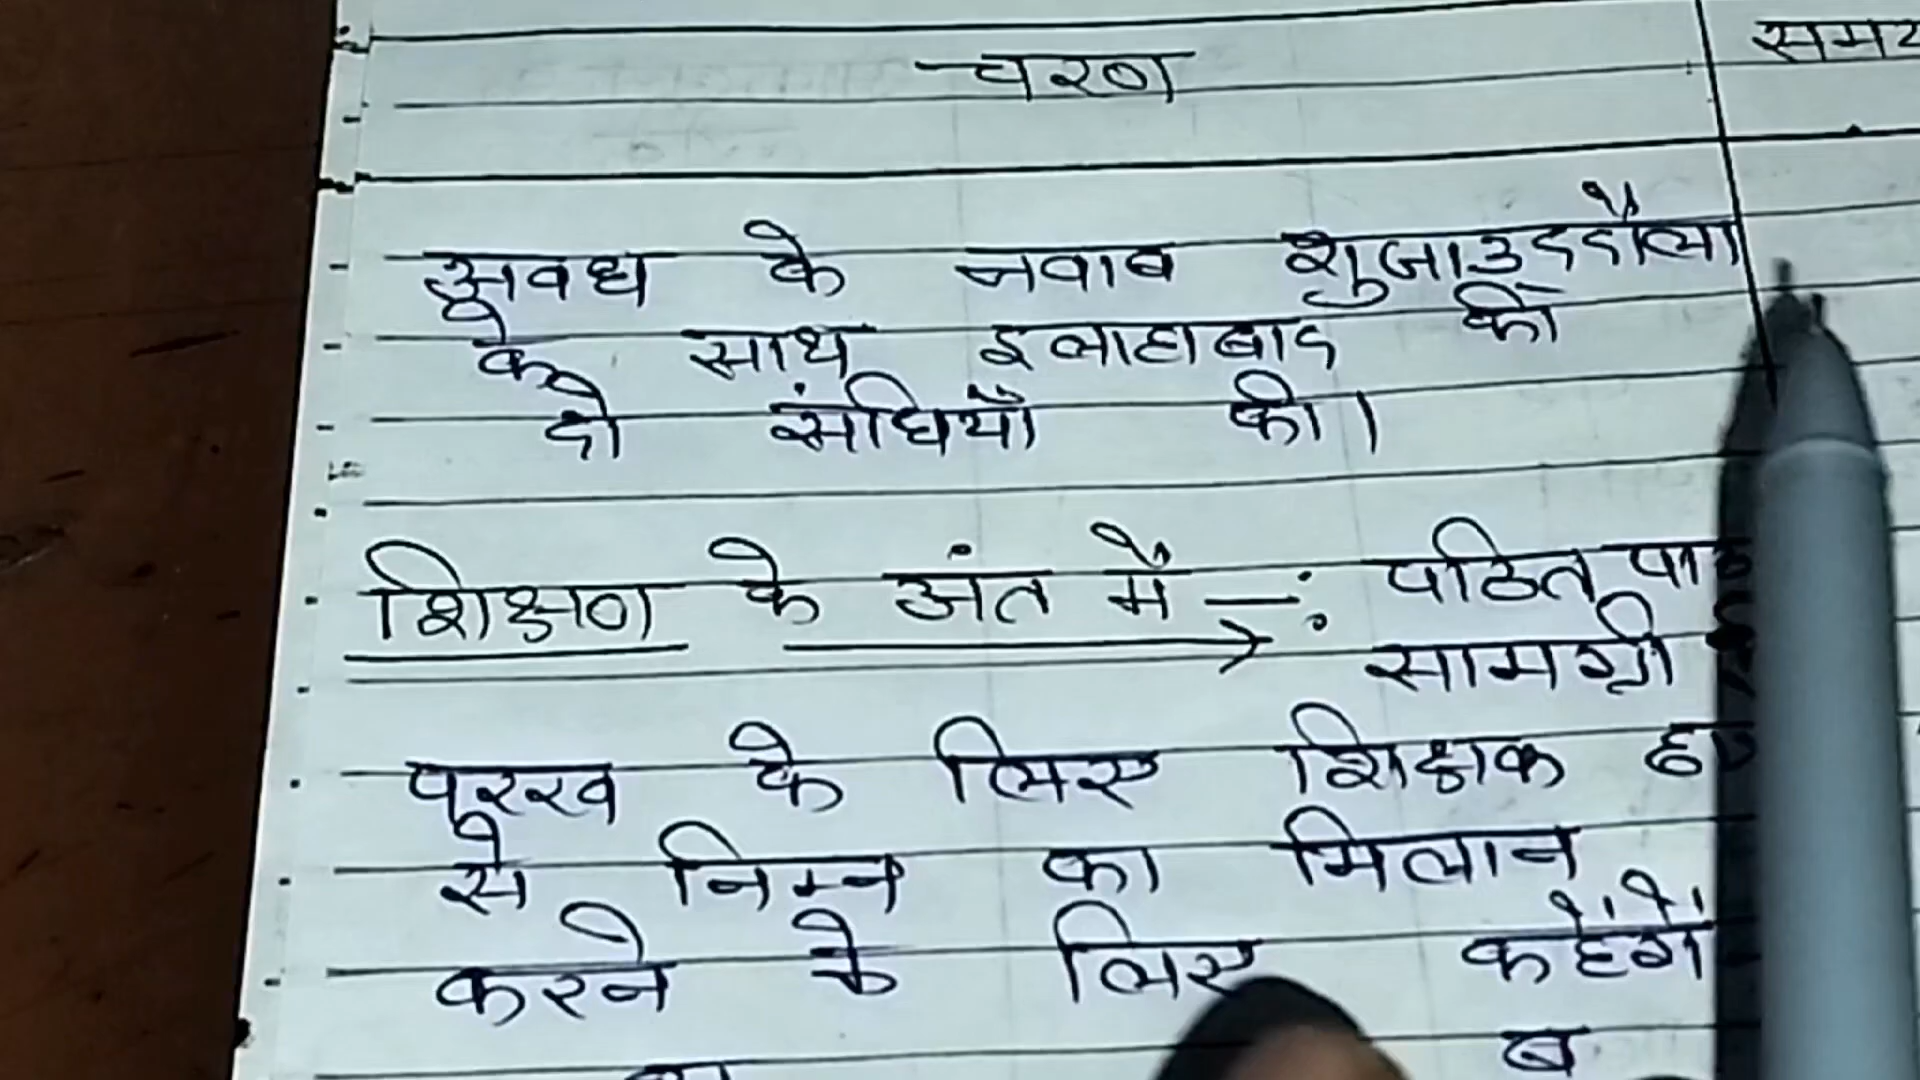 चरण
समय
अवध के नवाब शुजाउद्दौला
के साथ इलाहाबाद की
दो संधियाँ की।
शिक्षण के अंत में —: पठित
सामग्री
परख के लिए शिक्षक
से निम्न का मिलान
करने के लिए कहेंगें
ब